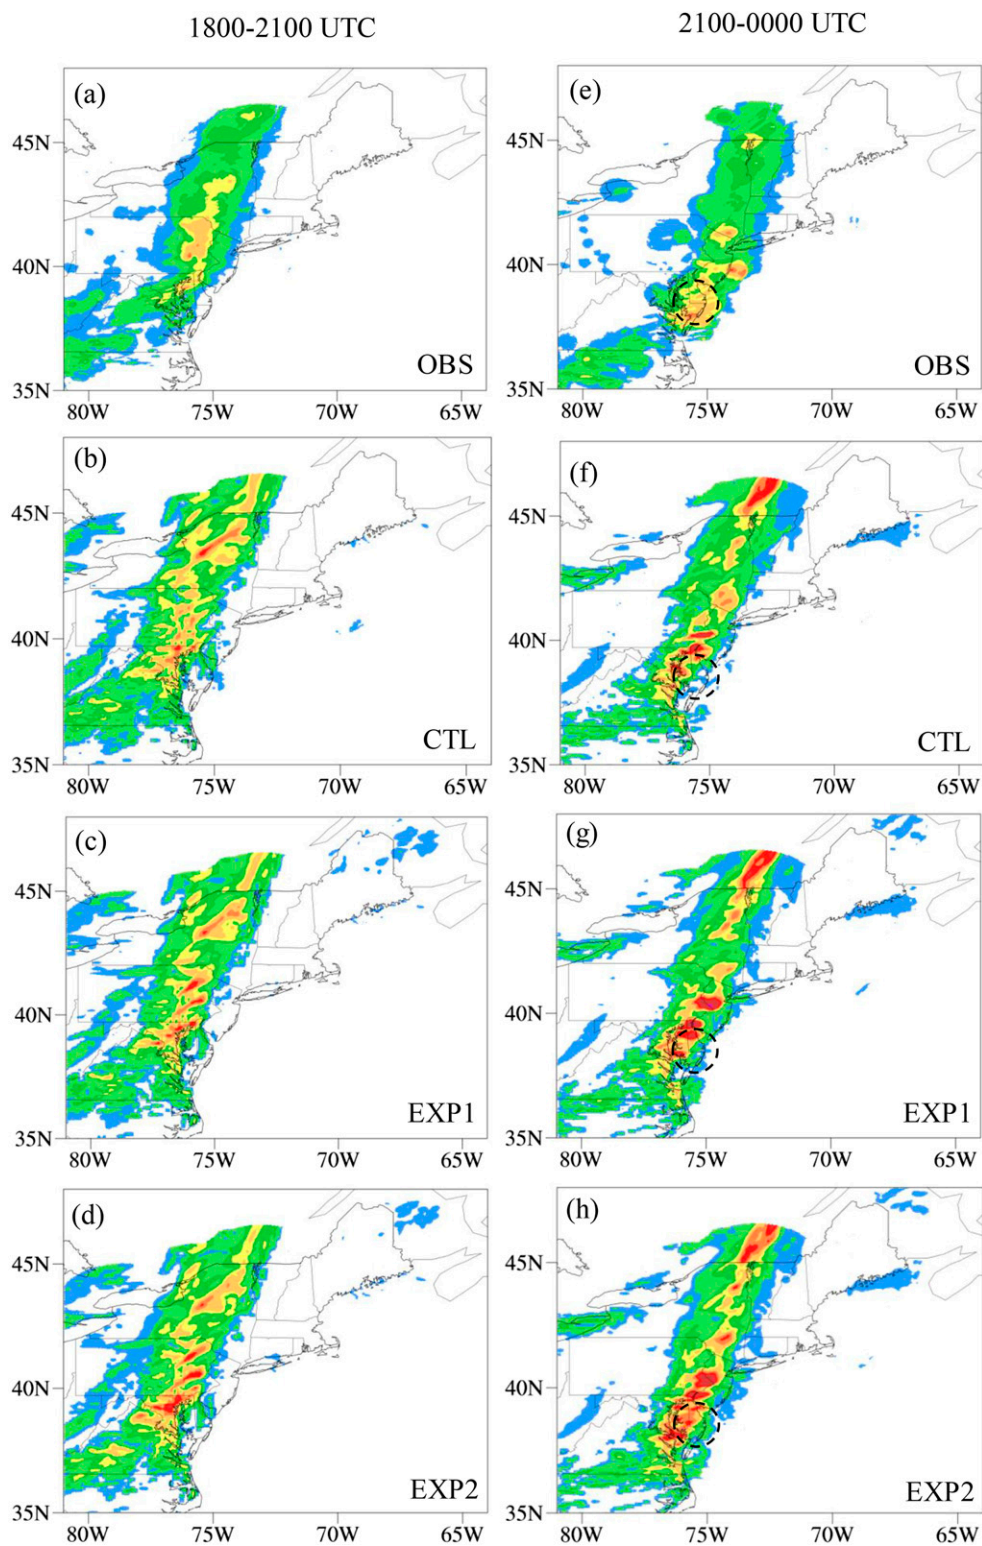 1800-2100 UTC
2100-0000 UTC
(a)
45N
40N
35N
80W 75W 70W 65W
OBS
(e)
45N
40N
35N
80W 75W 70W 65W
OBS
(b)
45N
40N
35N
80W 75W 70W 65W
CTL
(f)
45N
40N
35N
80W 75W 70W 65W
CTL
(c)
45N
40N
35N
80W 75W 70W 65W
EXP1
(g)
45N
40N
35N
80W 75W 70W 65W
EXP1
(d)
45N
40N
35N
80W 75W 70W 65W
EXP2
(h)
45N
40N
35N
80W 75W 70W 65W
EXP2